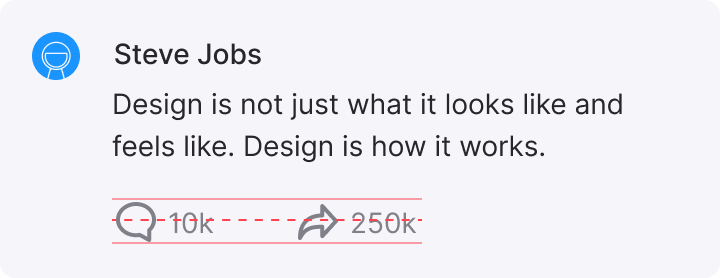 Steve Jobs
Design is not just what it looks like and
feels like. Design is how it works.
10k 250k